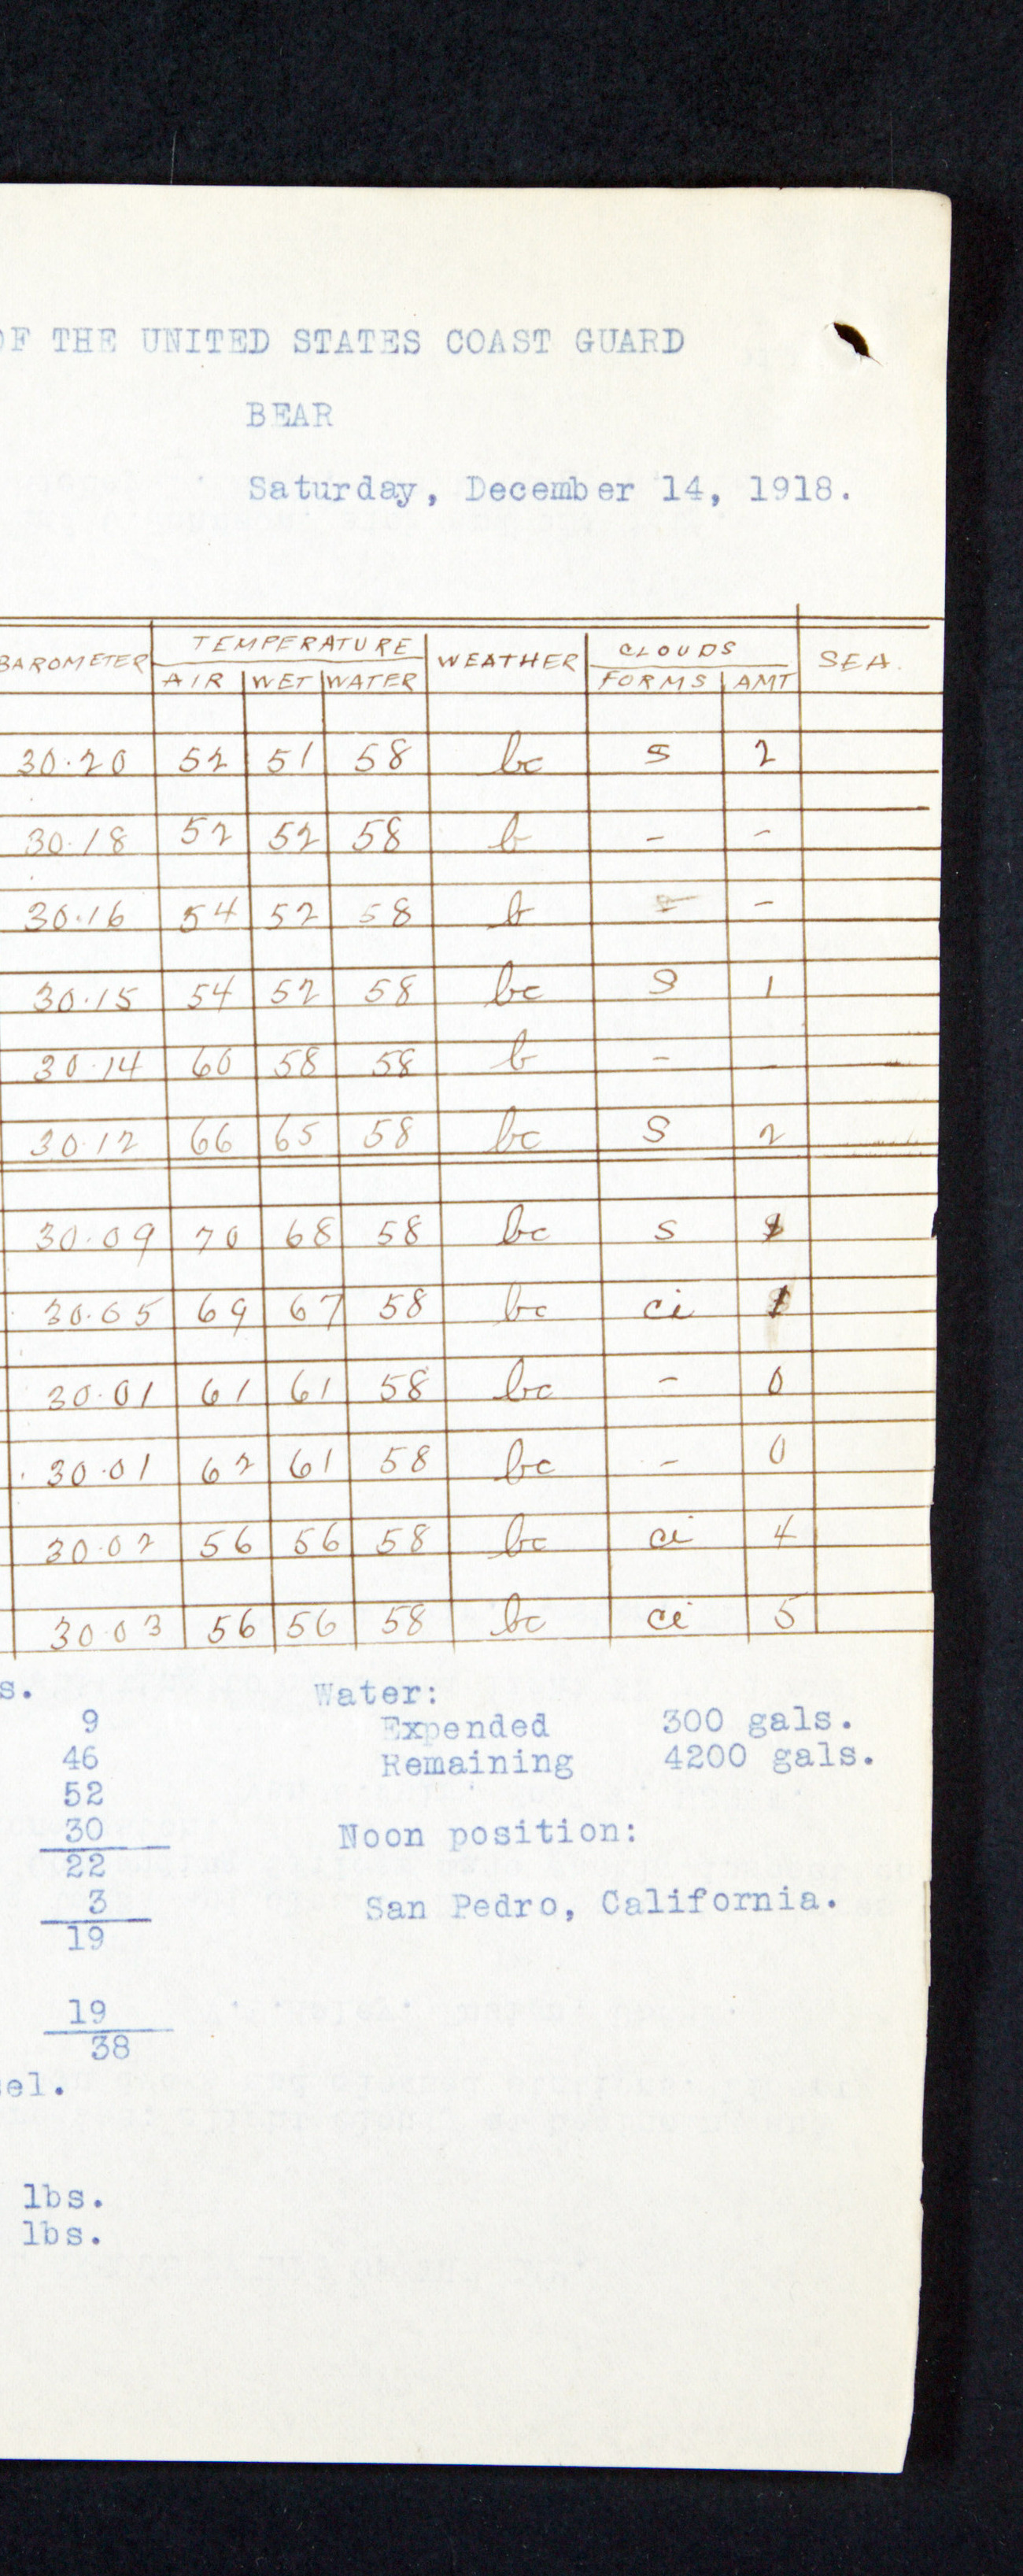 OF THE UNITED STATES COAST GUARD
BEAR
Saturday, December 14, 1918.
BAROMETER TEMPERATURE WEATHER CLOUDS SEA.
AIR WET WATER FORMS AMT
30.20 52 51 58 bc S 2
30.18 52 52 58 b - -
30.16 54 52 58 b - -
30.15 54 52 58 bc S 1
30.14 60 58 58 b - -
30.12 66 65 58 bc S 2
30.09 70 68 58 bc S 1
30.05 69 67 58 bc ci 1
30.01 61 61 58 bc - 0
30.01 62 61 58 bc - 0
30.02 56 56 58 bc ci 4
30.03 56 56 58 bc ci 5
s.
Water:
9
Expended 300 gals.
46
Remaining 4200 gals.
52
30
Noon position:
22
3
San Pedro, California.
19
19
38
sel.
lbs.
lbs.